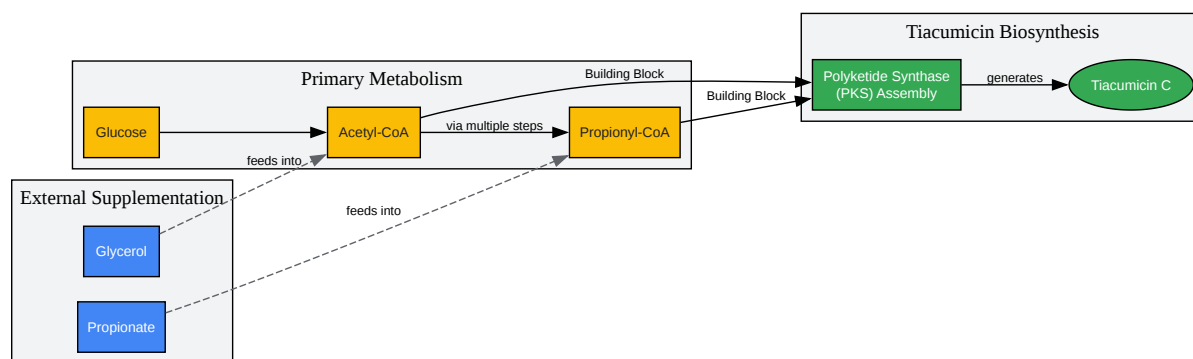 Tiacumicin Biosynthesis
Polyketide Synthase
(PKS) Assembly
generates
Tiacumicin C
Primary Metabolism
Building Block
Building Block
Glucose
Acetyl-CoA
via multiple steps
Propionyl-CoA
feeds into
External Supplementation
feeds into
Glycerol
Propionate